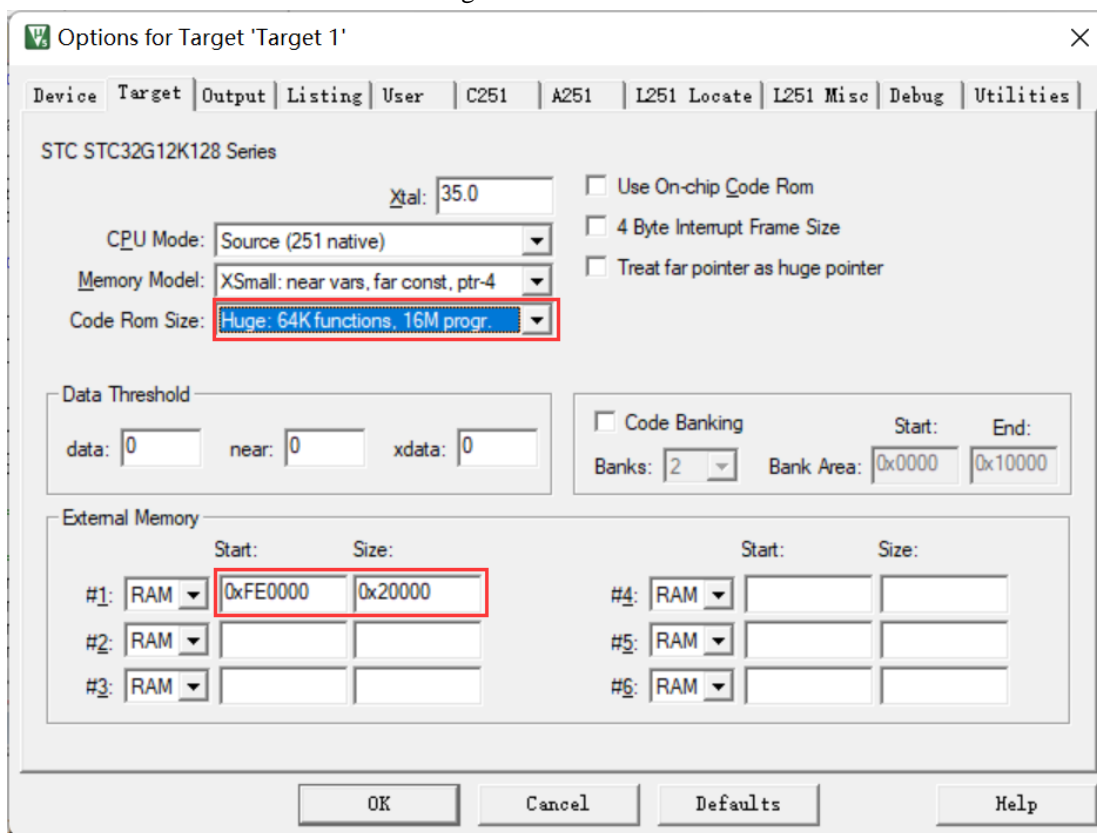 Options for Target 'Target 1'
Device Target Output Listing User C251 A251 L251 Locate L251 Misc Debug Utilities
STC STC32G12K128 Series
Xtal: 35.0
Use On-chip Code Rom
CPU Mode: Source (251 native)
4 Byte Interrupt Frame Size
Memory Model: XSmall: near vars, far const, ptr-4
Treat far pointer as huge pointer
Code Rom Size: Huge: 64K functions, 16M progr.
Data Threshold
data: 0 near: 0 xdata: 0
Code Banking Start: End:
Banks: 2 Bank Area: 0x0000 0x10000
External Memory
Start: Size: Start: Size:
#1: RAM 0xFE0000 0x20000 #4: RAM
#2: RAM #5: RAM
#3: RAM #6: RAM
OK Cancel Defaults Help